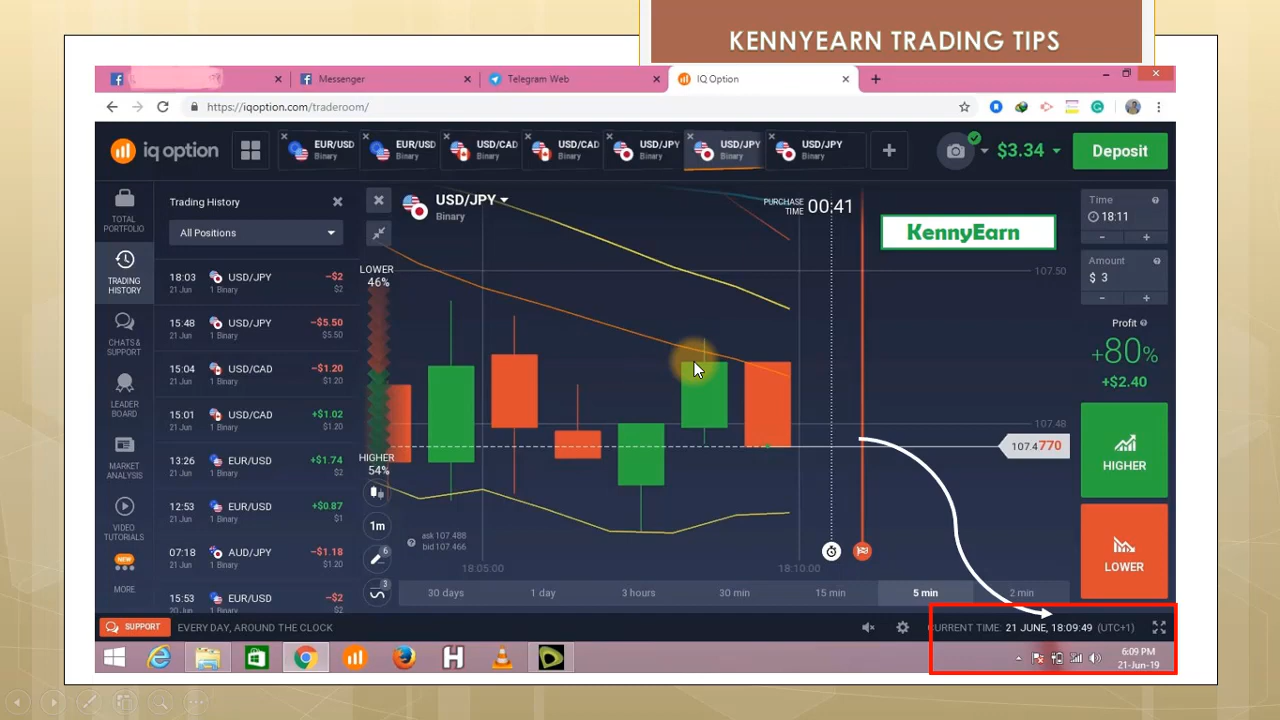 KENNYEARN TRADING TIPS
Messenger
Telegram Web
IQ Option
https://iqoption.com/traderoom/
iq option
EUR/USD
Binary
EUR/USD
Binary
USD/CAD
Binary
USD/CAD
Binary
USD/JPY
Binary
USD/JPY
Binary
USD/JPY
Binary
$3.34
Deposit
TOTAL
PORTFOLIO
TRADING
HISTORY
CHATS &
SUPPORT
LEADER
BOARD
MARKET
ANALYSIS
VIDEO
TUTORIALS
NEW
MORE
Trading History
All Positions
18:03 USD/JPY -$2
21 Jun 1 Binary $2
15:48 USD/JPY -$5.50
21 Jun 1 Binary $5.50
15:04 USD/CAD -$1.20
21 Jun 1 Binary $1.20
15:01 USD/CAD +$1.02
21 Jun 1 Binary $1.20
13:26 EUR/USD +$1.74
21 Jun 1 Binary $2
12:53 EUR/USD +$0.87
21 Jun 1 Binary $1
07:18 AUD/JPY -$1.18
21 Jun 1 Binary $1.20
15:53 EUR/USD -$2
20 Jun 1 Binary $2
USD/JPY
Binary
PURCHASE
TIME
00:41
KennyEarn
LOWER
46%
HIGHER
54%
1m
6
3
ask 107.488
bid 107.466
107.50
107.48
107.4770
18:05:00
18:10:00
30 days
1 day
3 hours
30 min
15 min
5 min
2 min
Time
18:11
-
+
Amount
$ 3
-
+
Profit
+80%
+$2.40
HIGHER
LOWER
SUPPORT
EVERY DAY, AROUND THE CLOCK
CURRENT TIME: 21 JUNE, 18:09:49 (UTC+1)
6:09 PM
21-Jun-19